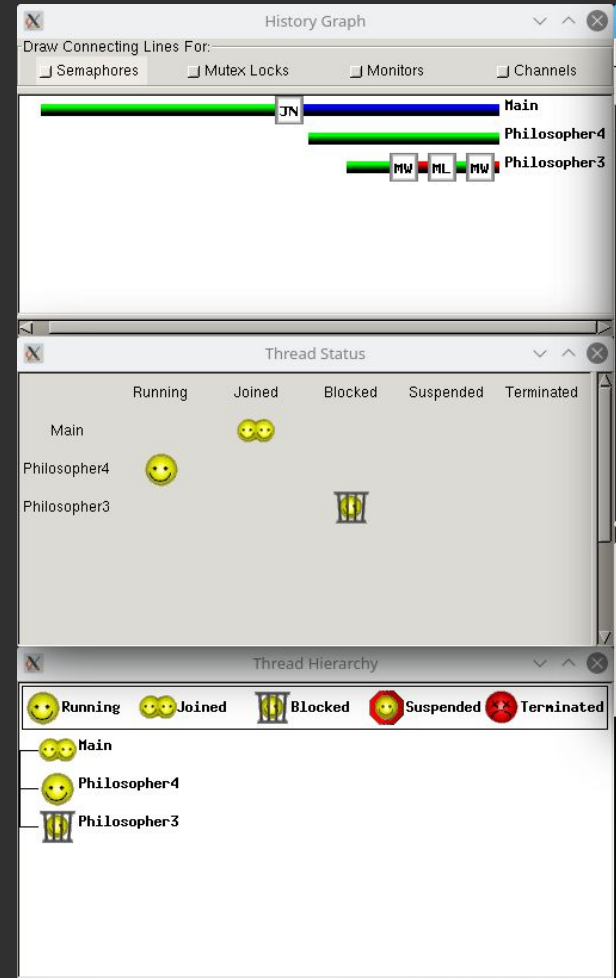 History Graph
Draw Connecting Lines For:
Semaphores Mutex Locks Monitors Channels
JN Main
Philosopher4
MW ML MW Philosopher3
Thread Status
Running Joined Blocked Suspended Terminated
Main
Philosopher4
Philosopher3
Thread Hierarchy
Running Joined Blocked Suspended Terminated
Main
Philosopher4
Philosopher3